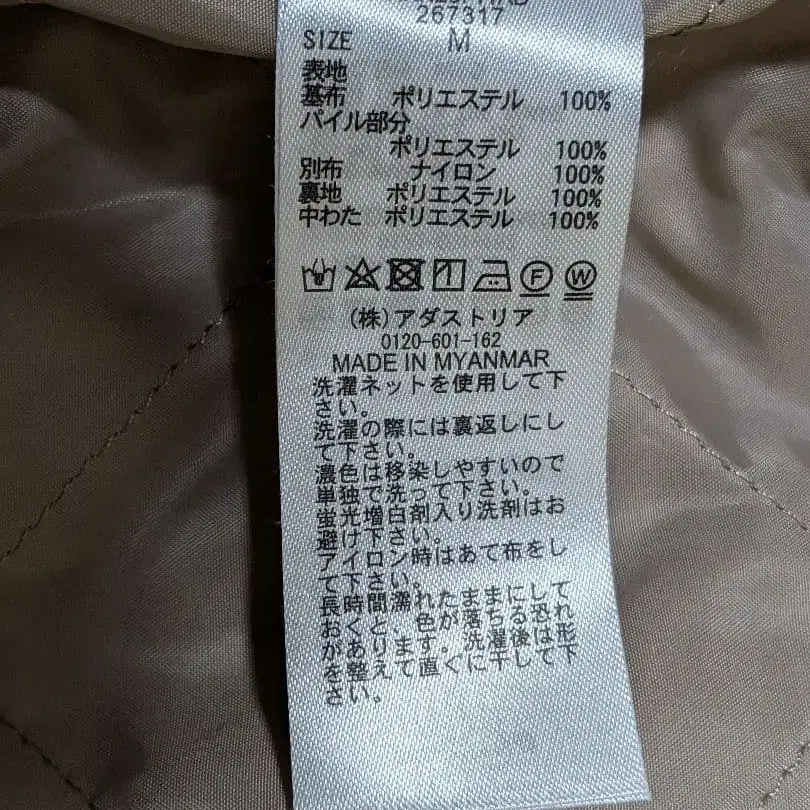 267317
SIZE M
表地
基布 ポリエステル 100%
パイル部分
ポリエステル 100%
別布 ナイロン 100%
裏地 ポリエステル 100%
中わた ポリエステル 100%
F W
(株)アダストリア
0120-601-162
MADE IN MYANMAR
洗濯ネットを使用して下
さい。
洗濯の際には裏返しにし
て下さい。
濃色は移染しやすいので
単独で洗って下さい。
蛍光増白剤入り洗剤はお
避け下さい。
アイロン時はあて布をし
て下さい。
長時間濡れたままにして
おくと、色が落ちる恐れ
があります。洗濯後は形
を整えて直ぐに干して下
さい。